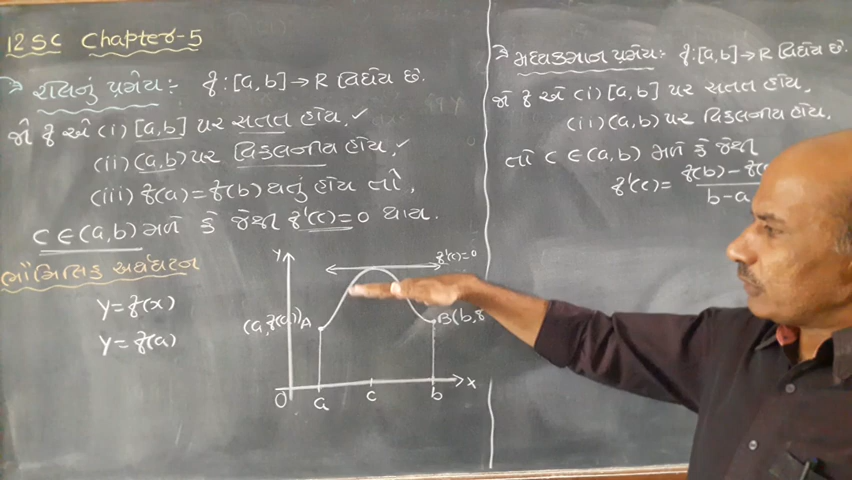 12 SC Chapter-5
→ રોલનું પ્રમેય:- f:[a,b]→R વિધેય છે.
જો f એ (i) [a,b] પર સતત હોય, ✓
(ii) (a,b) પર વિકલનીય હોય, ✓
(iii) f(a)=f(b) થતું હોય તો,
C∈(a,b) મળે કે જેથી f'(c)=0 થાય.
ભૌમિતિક અર્થઘટન
y=f(x)
y=f(a)
Y
f'(c)=0
(a,f(a))A
B(b,f
O a c b X
→ મધ્યકમાન પ્રમેય:- f:[a,b]→R વિધેય છે.
જો f એ (i) [a,b] પર સતત હોય,
(ii) (a,b) પર વિકલનીય હોય,
તો C∈(a,b) મળે કે જેથી
f'(c)= f(b)-f(
b-a